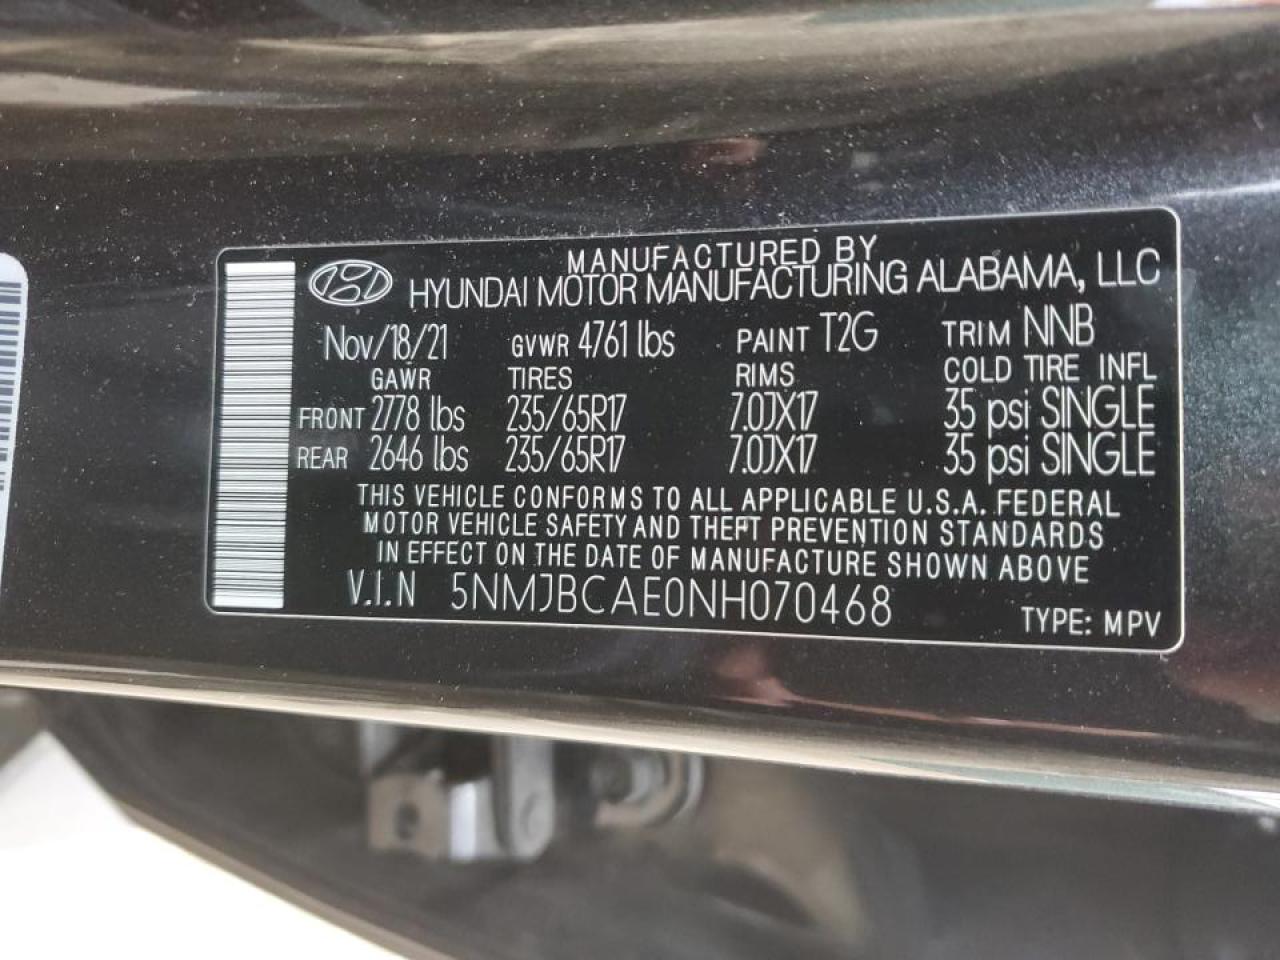 MANUFACTURED BY
HYUNDAI MOTOR MANUFACTURING ALABAMA, LLC
Nov/18/21 GVWR 4761 lbs PAINT T2G TRIM NNB
GAWR TIRES RIMS COLD TIRE INFL
FRONT 2778 lbs 235/65R17 7.0JX17 35 psi SINGLE
REAR 2646 lbs 235/65R17 7.0JX17 35 psi SINGLE
THIS VEHICLE CONFORMS TO ALL APPLICABLE U.S.A. FEDERAL
MOTOR VEHICLE SAFETY AND THEFT PREVENTION STANDARDS
IN EFFECT ON THE DATE OF MANUFACTURE SHOWN ABOVE
V.I.N 5NMJBCAE0NH070468 TYPE: MPV